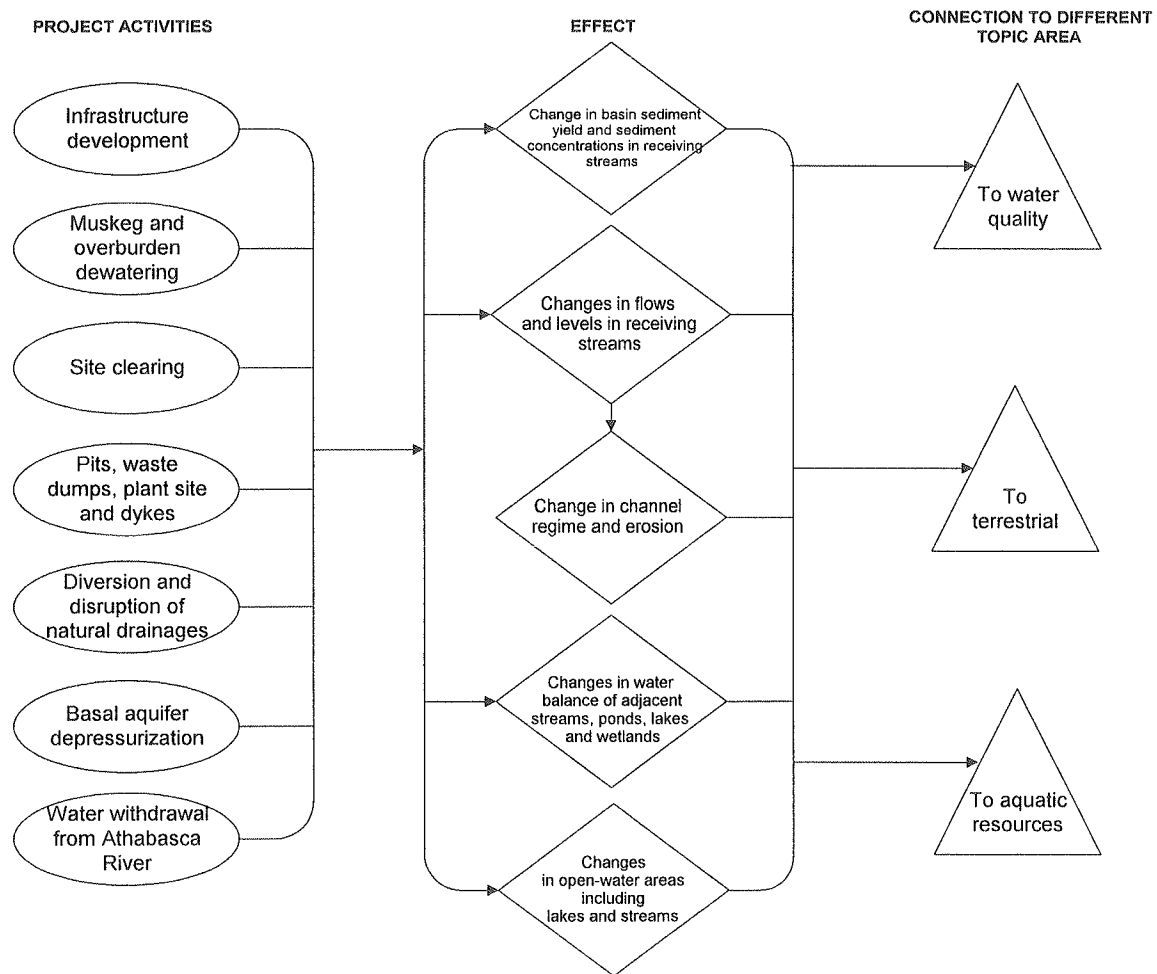 PROJECT ACTIVITIES
Infrastructure
development
Muskeg and
overburden
dewatering
Site clearing
Pits, waste
dumps, plant site
and dykes
Diversion and
disruption of
natural drainages
Basal aquifer
depressurization
Water withdrawal
from Athabasca
River
EFFECT
Change in basin sediment
yield and sediment
concentrations in receiving
streams
Changes in flows
and levels in receiving
streams
Change in channel
regime and erosion
Changes in water
balance of adjacent
streams, ponds, lakes
and wetlands
Changes
in open-water areas
including
lakes and streams
CONNECTION TO DIFFERENT
TOPIC AREA
To water
quality
To
terrestrial
To aquatic
resources